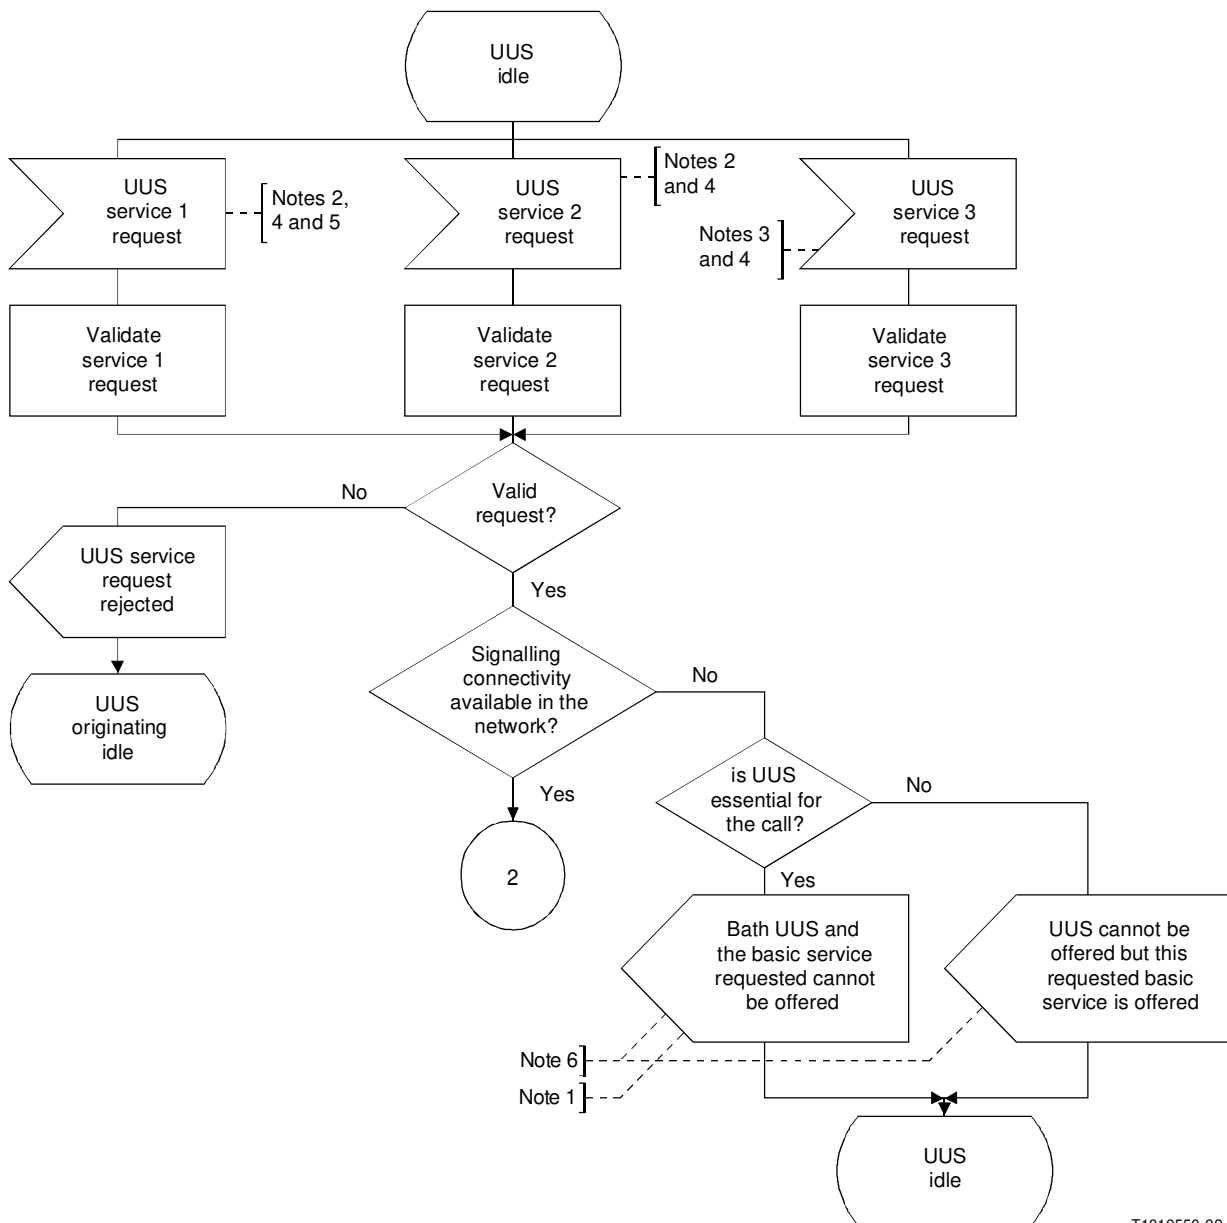 UUS
idle
UUS
service 1
request
Notes 2,
4 and 5
UUS
service 2
request
Notes 2
and 4
Notes 3
and 4
UUS
service 3
request
Validate
service 1
request
Validate
service 2
request
Validate
service 3
request
No
Valid
request?
UUS service
request
rejected
Yes
Signalling
connectivity
available in the
network?
No
UUS
originating
idle
Yes
is UUS
essential for
the call?
No
2
Yes
Bath UUS and
the basic service
requested cannot
be offered
UUS cannot be
offered but this
requested basic
service is offered
Note 6
Note 1
UUS
idle